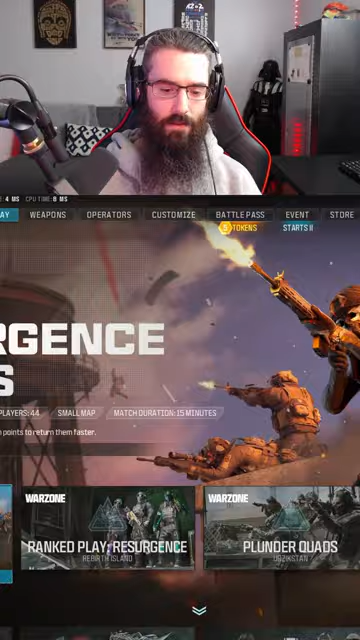 4 MS CPU TIME: 8 MS
AY WEAPONS OPERATORS CUSTOMIZE BATTLE PASS EVENT STORE
5 TOKENS STARTS II
RGENCE
S
PLAYERS: 44 SMALL MAP MATCH DURATION: 15 MINUTES
points to return them faster.
WARZONE
RANKED PLAY: RESURGENCE
REBIRTH ISLAND
WARZONE
PLUNDER QUADS
URZIKSTAN